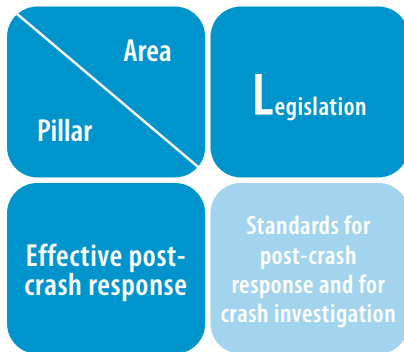 Area
Pillar
Legislation
Effective post-
crash response
Standards for
post-crash
response and for
crash investigation